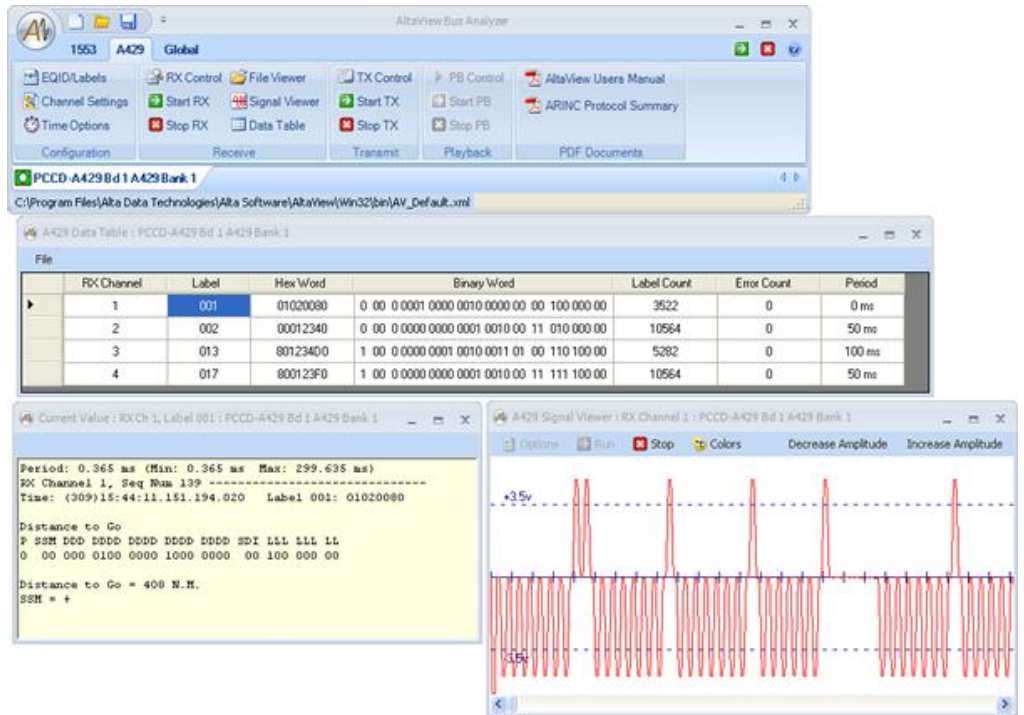 AltaView Bus Analyzer
1553 A429 Global
EQID/Labels RX Control File Viewer TX Control PB Control AltaView Users Manual
Channel Settings Start RX Signal Viewer Start TX Start PB ARINC Protocol Summary
Time Options Stop RX Data Table Stop TX Stop PB
Configuration Receive Transmit Playback PDF Documents
PCCD-A429 Bd 1 A429 Bank 1
C:\Program Files\Alta Data Technologies\Alta Software\AltaView\Win32\bin\AV_Default.xml
A429 Data Table : PCCD-A429 Bd 1 A429 Bank 1
File
RX Channel Label Hex Word Binary Word Label Count Error Count Period
1 001 01020080 0 00 0 0001 0000 0010 0000 00 00 100 000 00 3522 0 0 ms
2 002 00012340 0 00 0 0000 0000 0001 0010 00 11 010 000 00 10564 0 50 ms
3 013 801234D0 1 00 0 0000 0001 0010 0011 01 00 110 100 00 5282 0 100 ms
4 017 800123F0 1 00 0 0000 0000 0001 0010 00 11 111 100 00 10564 0 50 ms
Current Value : RX Ch 1, Label 001 : PCCD-A429 Bd 1 A429 Bank 1
Period: 0.365 ms (Min: 0.365 ms Max: 299.635 ms)
RX Channel 1, Seq Num 139 ------------------------------
Time: (309)15:44:11.151.194.020 Label 001: 01020080
Distance to Go
P SSM DDD DDDD DDDD DDDD DDDD SDI LLL LLL LL
0 00 000 0100 0000 1000 0000 00 100 000 00
Distance to Go = 408 N.M.
SSM = +
A429 Signal Viewer : RX Channel 1 : PCCD-A429 Bd 1 A429 Bank 1
Options Run Stop Colors Decrease Amplitude Increase Amplitude
+3.5v
-3.5v